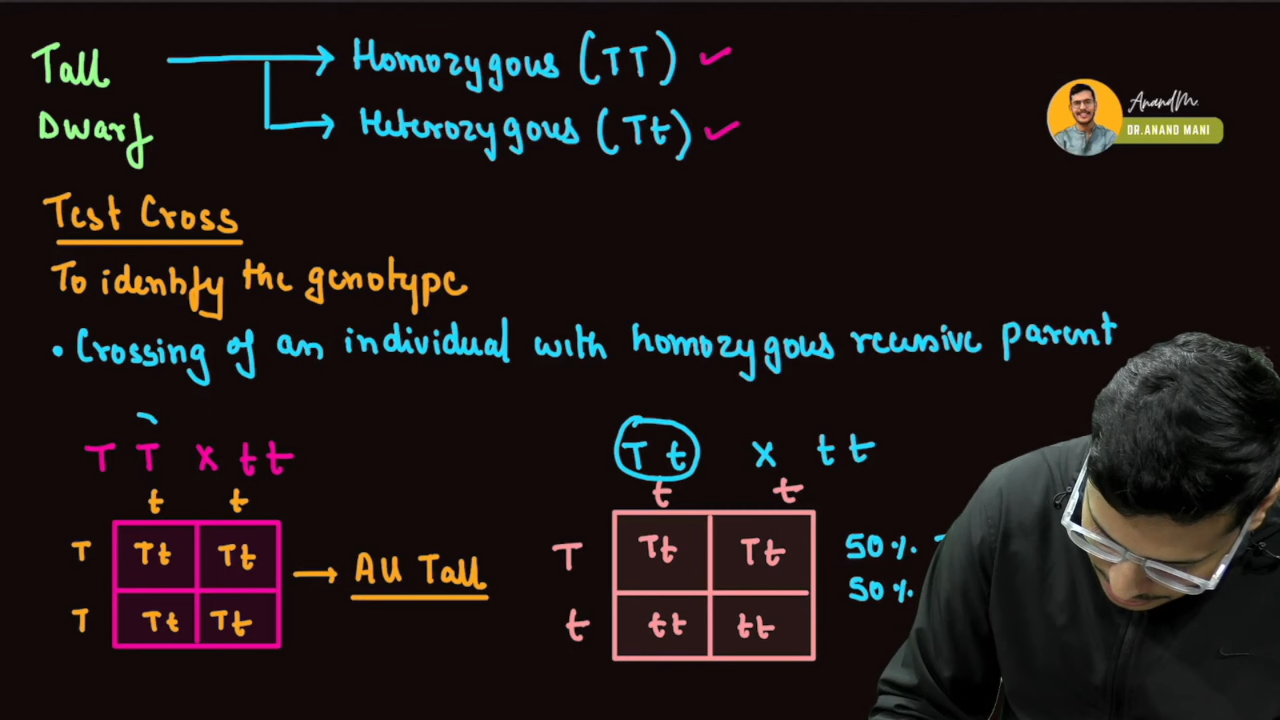 Tall → Homozygous (TT) ✓
Dwarf → Heterozygous (Tt) ✓
AnandM.
DR.ANAND MANI
Test Cross
To identify the genotype
• Crossing of an individual with homozygous recessive parent
T T x t t
T t x t t
t t
t t
T Tt Tt
T Tt Tt
→ All Tall
T Tt Tt
t tt tt
50%.
50%.